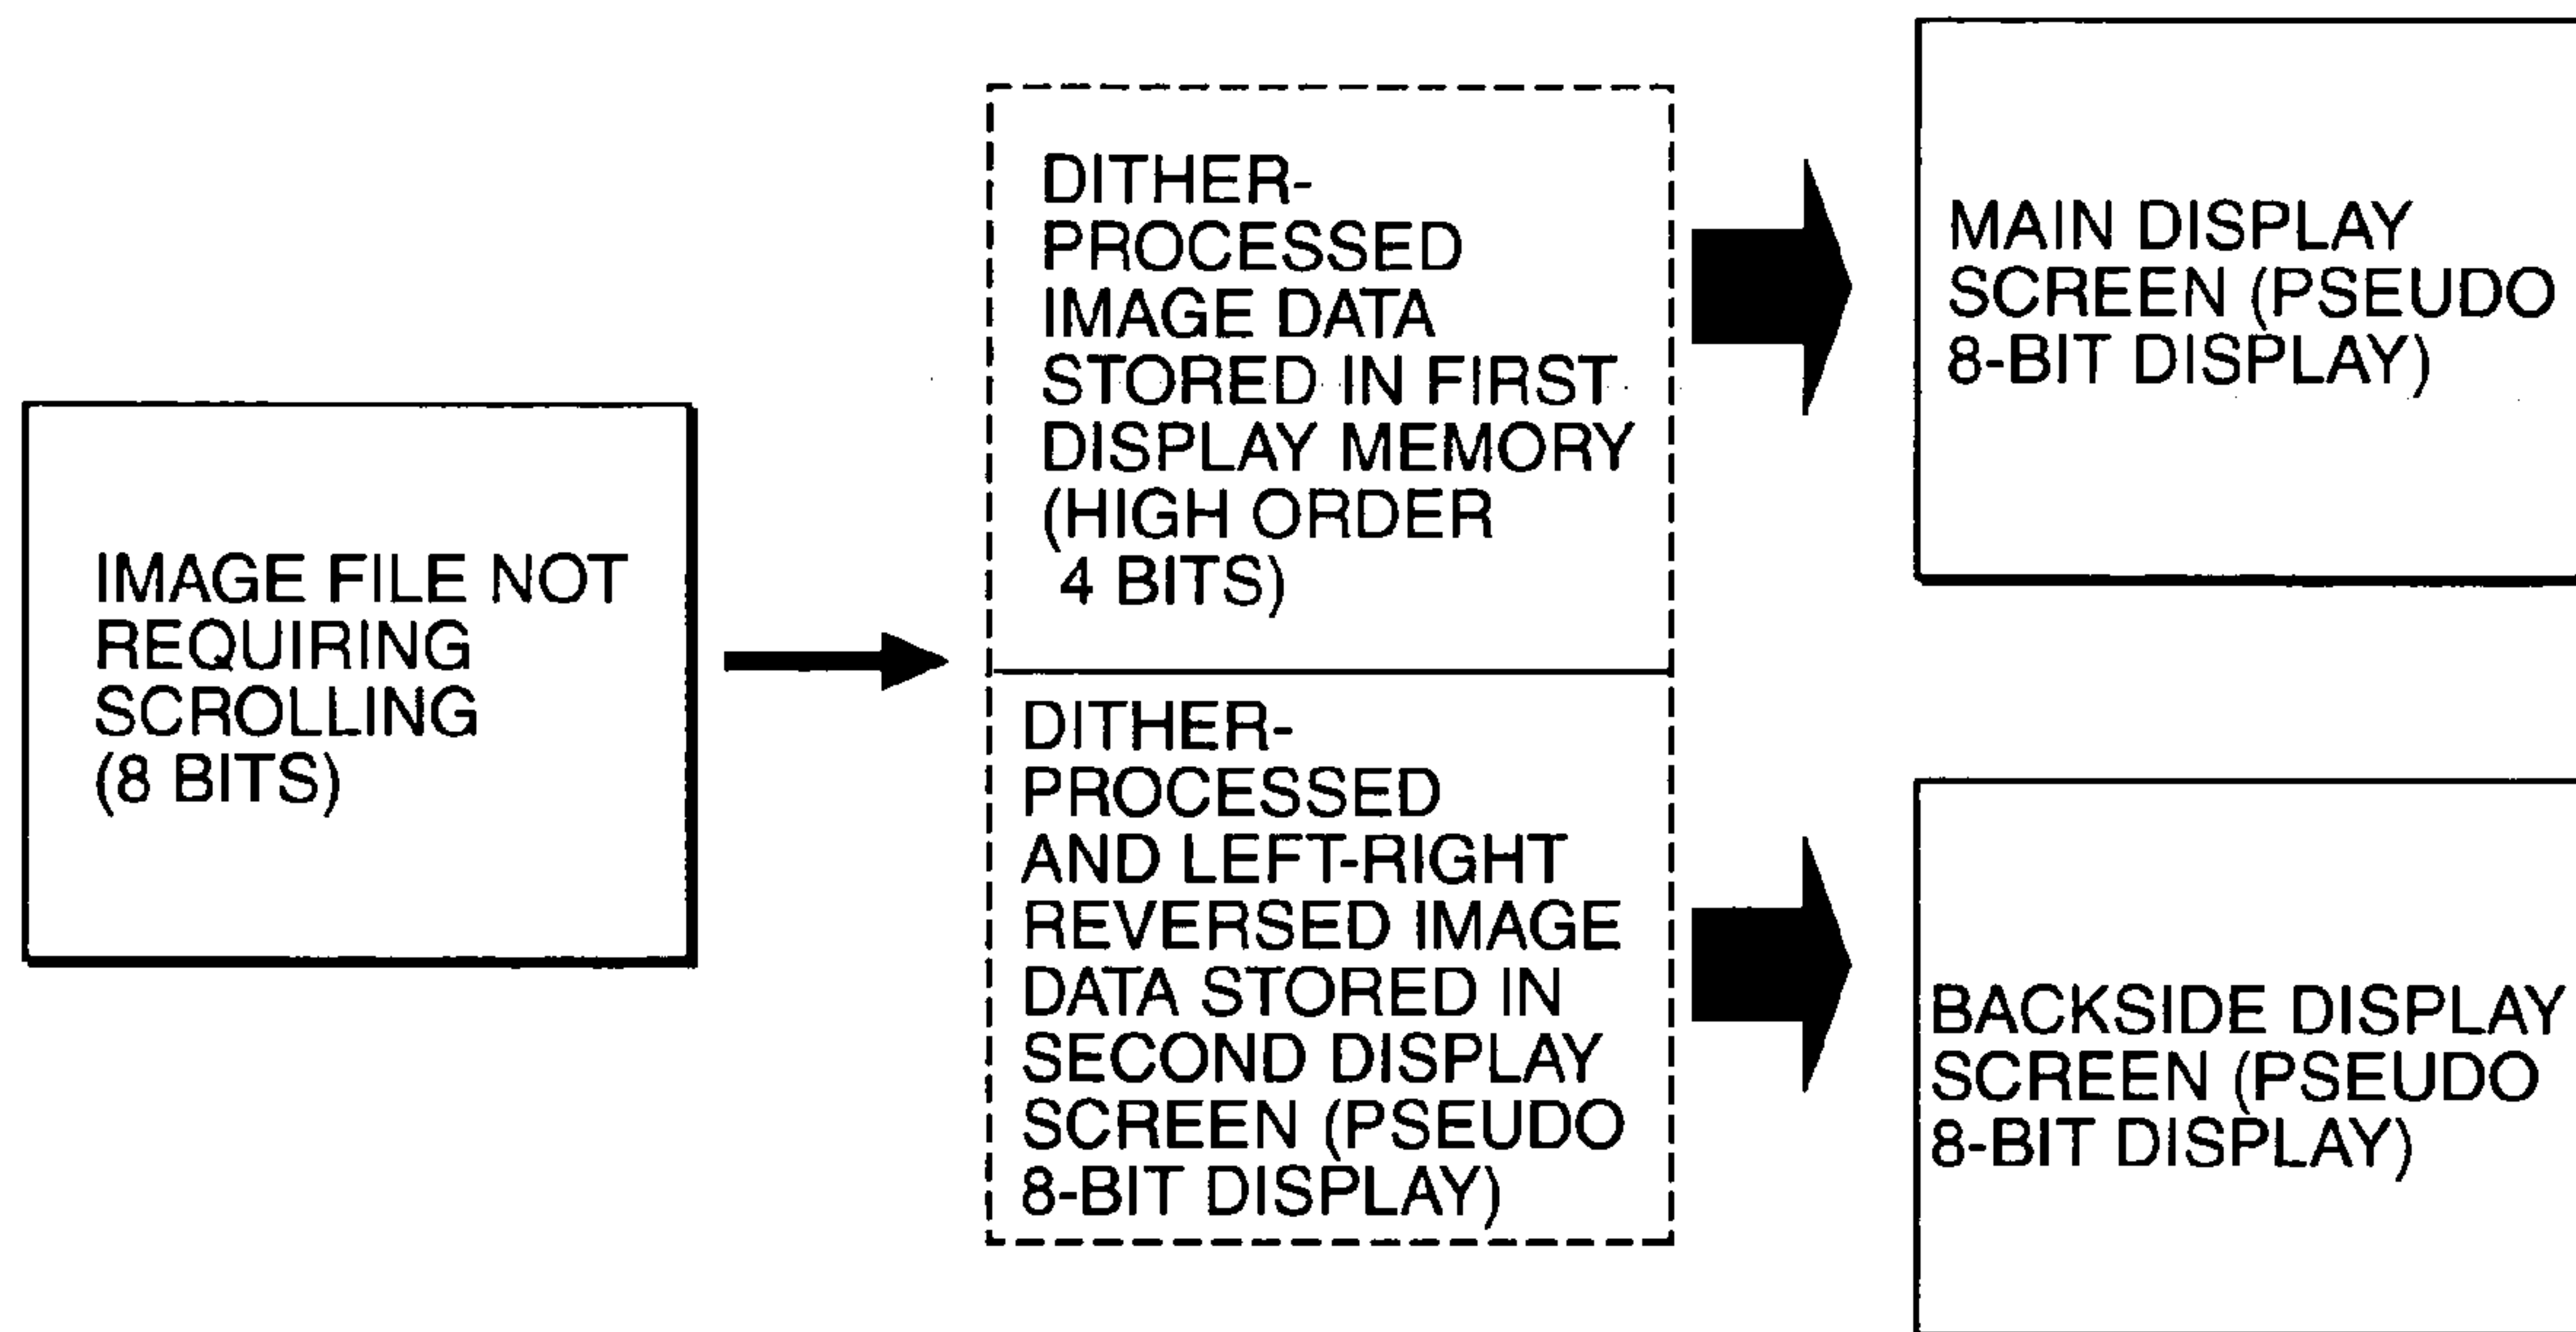 IMAGE FILE NOT
REQUIRING
SCROLLING
(8 BITS)
DITHER-
PROCESSED
IMAGE DATA
STORED IN FIRST
DISPLAY MEMORY
(HIGH ORDER
4 BITS)
DITHER-
PROCESSED
AND LEFT-RIGHT
REVERSED IMAGE
DATA STORED IN
SECOND DISPLAY
SCREEN (PSEUDO
8-BIT DISPLAY)
MAIN DISPLAY
SCREEN (PSEUDO
8-BIT DISPLAY)
BACKSIDE DISPLAY
SCREEN (PSEUDO
8-BIT DISPLAY)